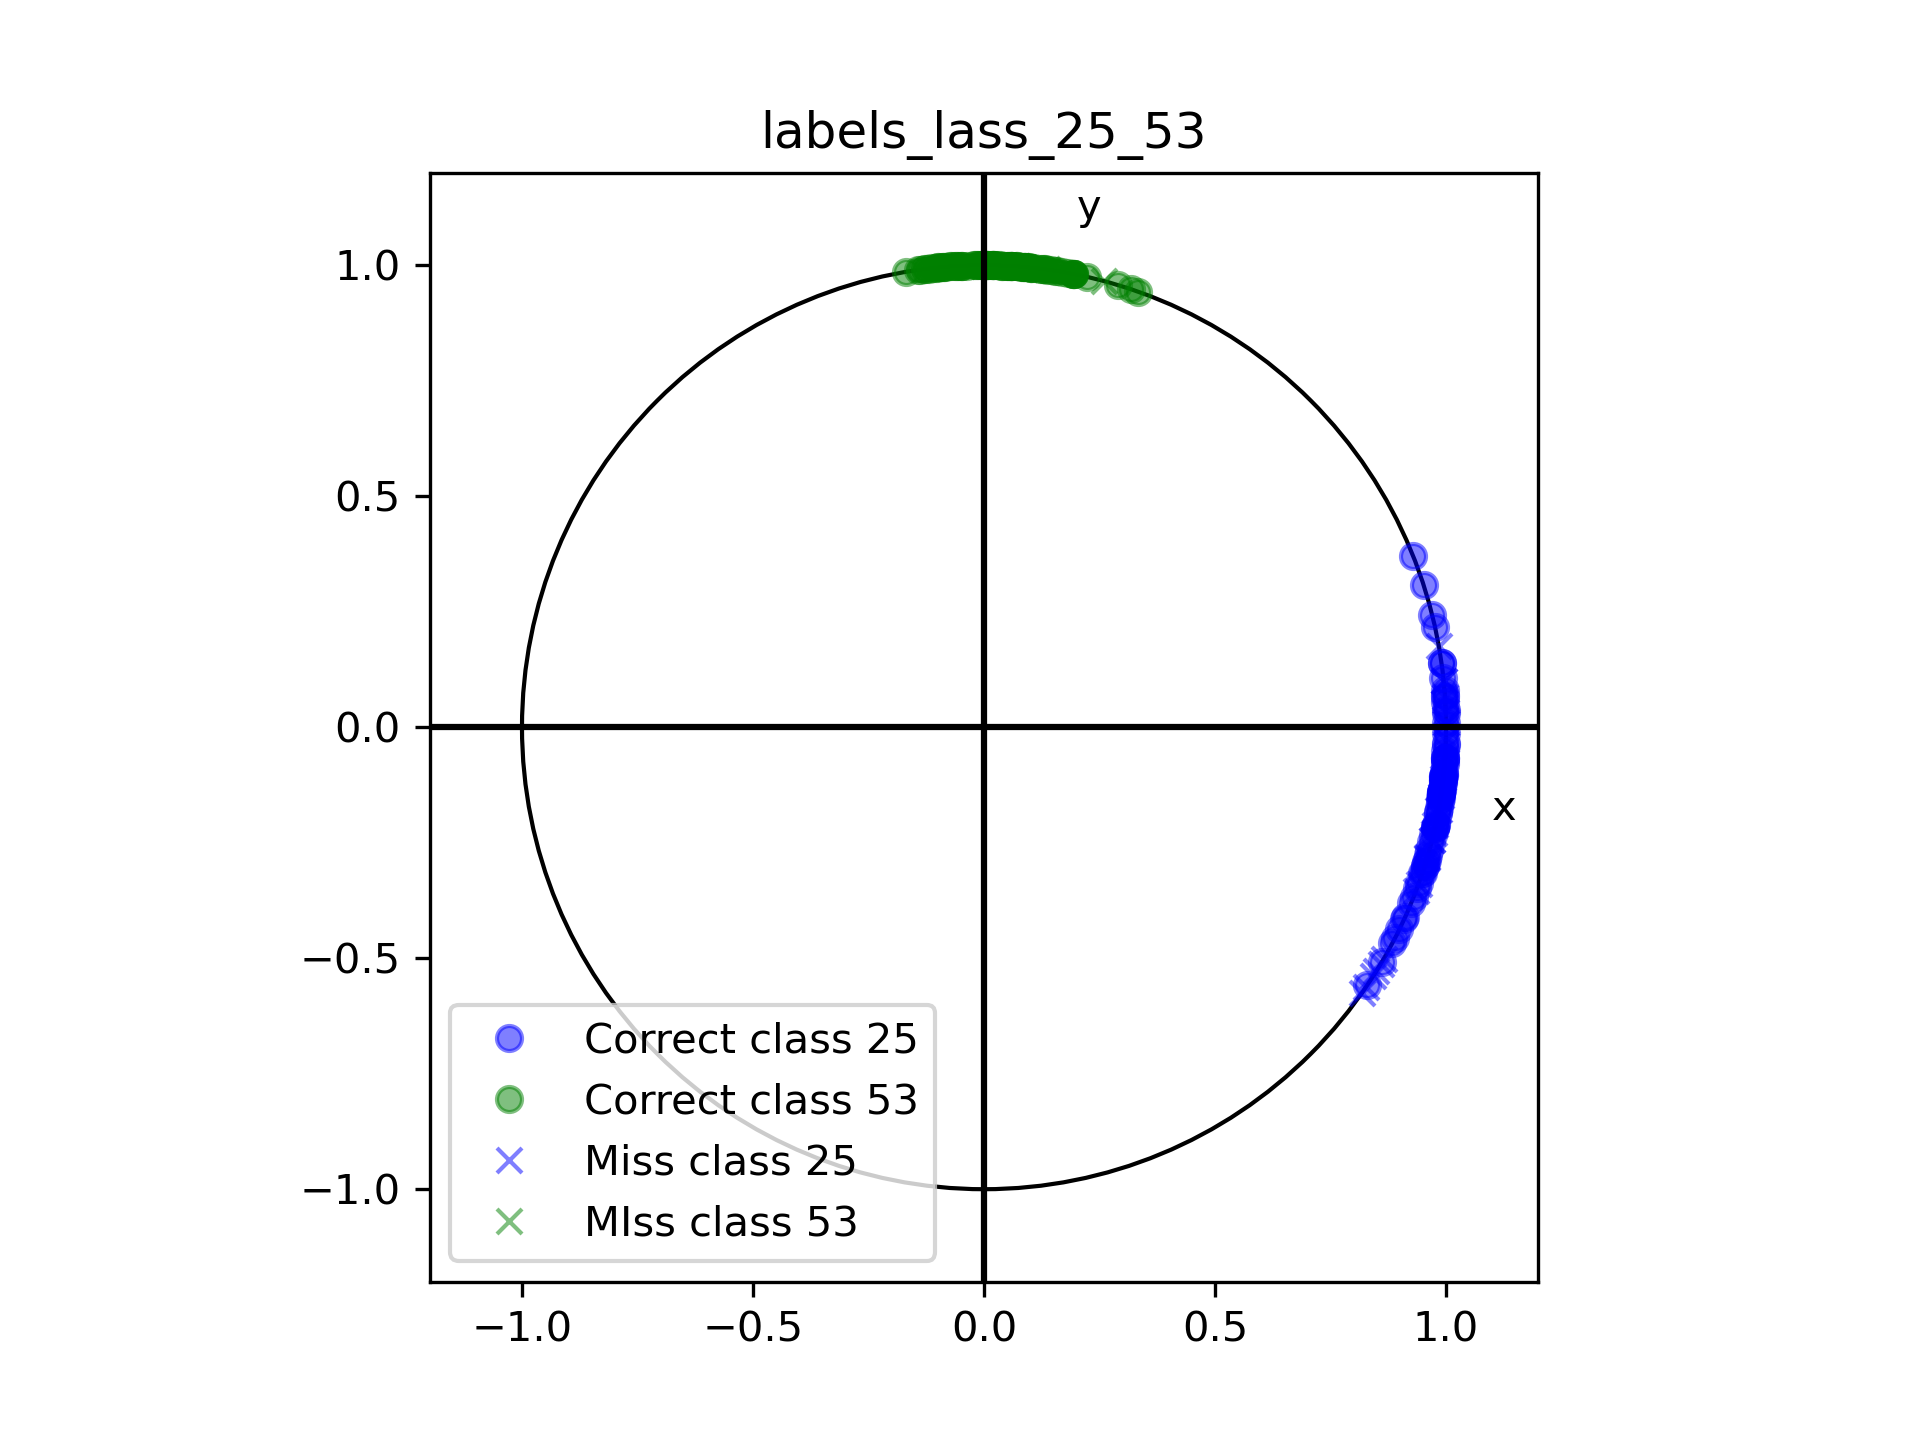 labels_lass_25_53
y
1.0
0.5
0.0
x
−0.5
−1.0
Correct class 25
Correct class 53
Miss class 25
MIss class 53
−1.0 −0.5 0.0 0.5 1.0